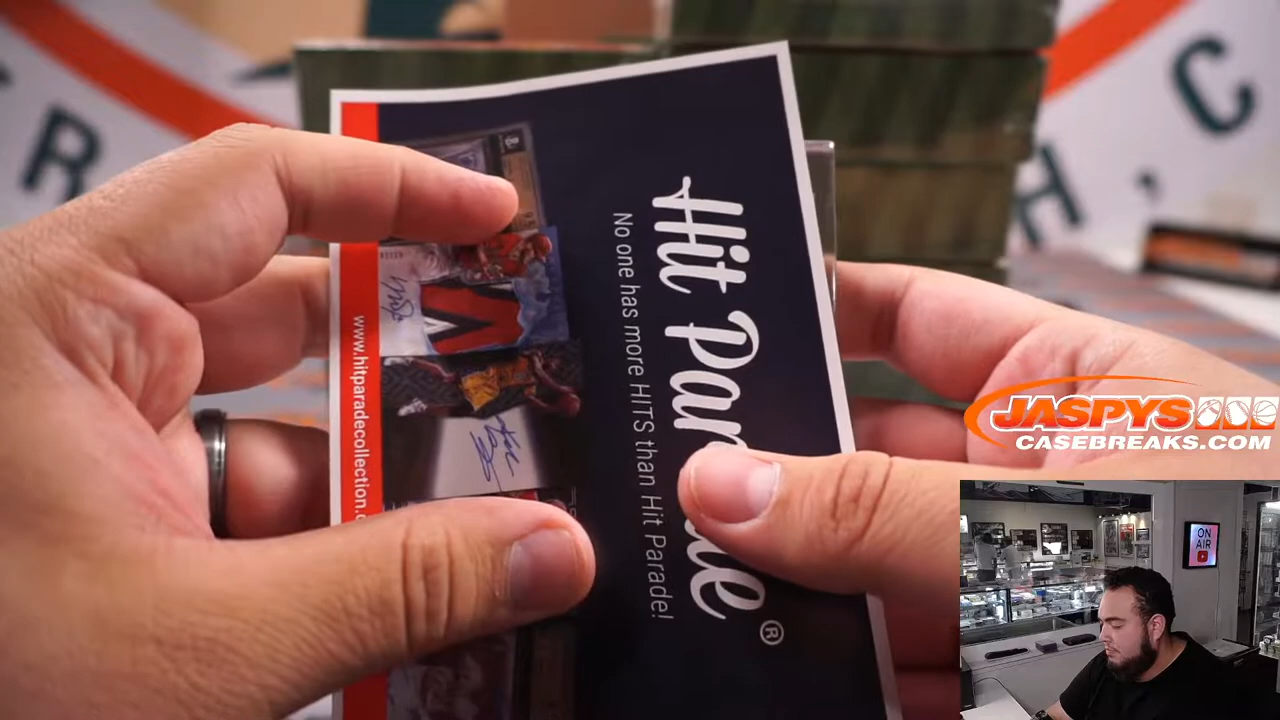 Hit Parade®
No one has more HITS than Hit Parade!
www.hitparadecollection.c
JASPYS
CASEBREAKS.COM
ON
AIR
R
H
.
C